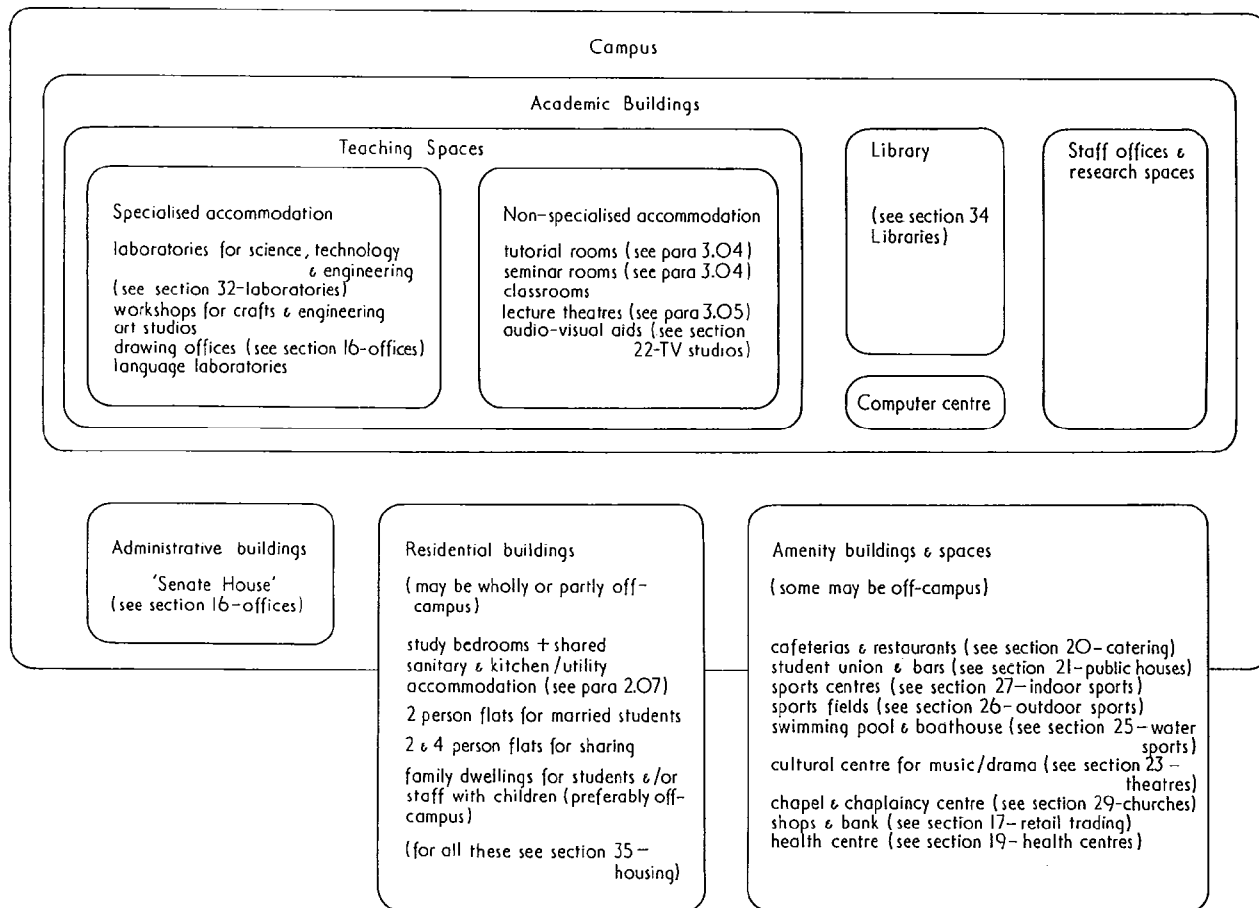 Campus
Academic Buildings
Teaching Spaces
Specialised accommodation
laboratories for science, technology
& engineering
(see section 32-laboratories)
workshops for crafts & engineering
art studios
drawing offices (see section 16-offices)
language laboratories
Non-specialised accommodation
tutorial rooms (see para 3.04)
seminar rooms (see para 3.04)
classrooms
lecture theatres (see para 3.05)
audio-visual aids (see section
22-TV studios)
Library
(see section 34
Libraries)
Computer centre
Staff offices &
research spaces
Administrative buildings
'Senate House'
(see section 16-offices)
Residential buildings
(may be wholly or partly off-
campus)
study bedrooms + shared
sanitary & kitchen/utility
accommodation (see para 2.07)
2 person flats for married students
2 & 4 person flats for sharing
family dwellings for students &/or
staff with children (preferably off-
campus)
(for all these see section 35-
housing)
Amenity buildings & spaces
(some may be off-campus)
cafeterias & restaurants (see section 20-catering)
student union & bars (see section 21-public houses)
sports centres (see section 27-indoor sports)
sports fields (see section 26-outdoor sports)
swimming pool & boathouse (see section 25-water
sports)
cultural centre for music/drama (see section 23-
theatres)
chapel & chaplaincy centre (see section 29-churches)
shops & bank (see section 17-retail trading)
health centre (see section 19-health centres)